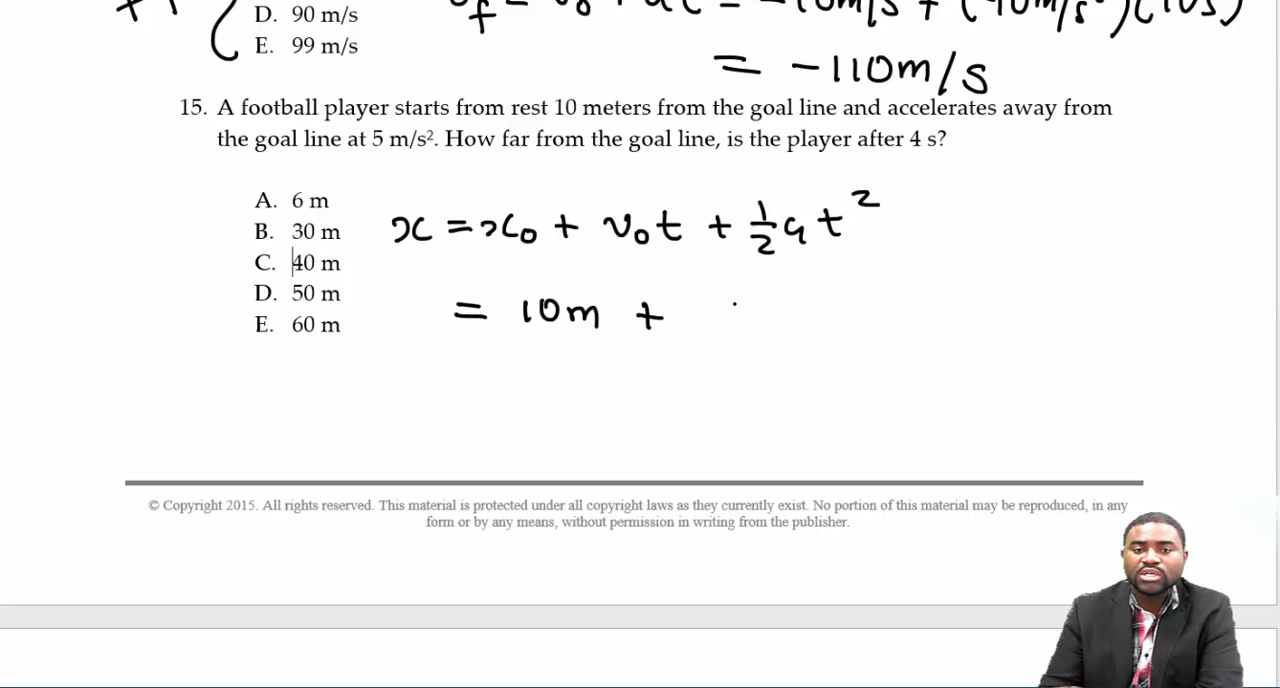 D. 90 m/s
E. 99 m/s
= -110m/s
15. A football player starts from rest 10 meters from the goal line and accelerates away from
the goal line at 5 m/s². How far from the goal line, is the player after 4 s?
A. 6 m
B. 30 m
C. 40 m
D. 50 m
E. 60 m
x = x₀ + v₀t + ½at²
= 10m +
© Copyright 2015. All rights reserved. This material is protected under all copyright laws as they currently exist. No portion of this material may be reproduced, in any
form or by any means, without permission in writing from the publisher.